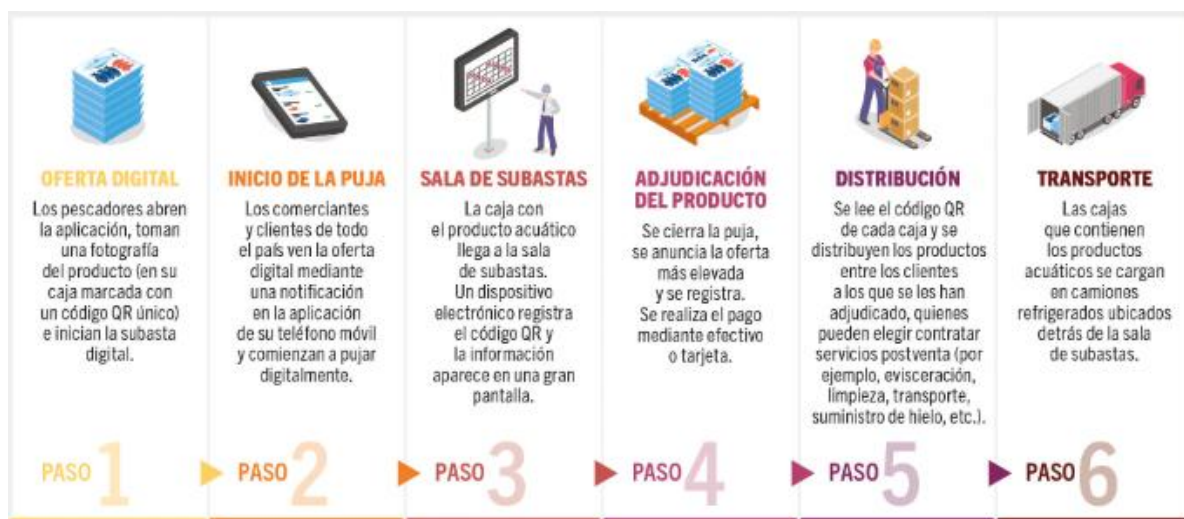 OFERTA DIGITAL
Los pescadores abren
la aplicación, toman
una fotografía
del producto (en su
caja marcada con
un código QR único)
e inician la subasta
digital.
PASO 1
INICIO DE LA PUJA
Los comerciantes
y clientes de todo
el país ven la oferta
digital mediante
una notificación
en la aplicación
de su teléfono móvil
y comienzan a pujar
digitalmente.
PASO 2
SALA DE SUBASTAS
La caja con
el producto acuático
llega a la sala
de subastas.
Un dispositivo
electrónico registra
el código QR y
la información
aparece en una gran
pantalla.
PASO 3
ADJUDICACIÓN
DEL PRODUCTO
Se cierra la puja,
se anuncia la oferta
más elevada
y se registra.
Se realiza el pago
mediante efectivo
o tarjeta.
PASO 4
DISTRIBUCIÓN
Se lee el código QR
de cada caja y se
distribuyen los productos
entre los clientes
a los que se les han
adjudicado, quienes
pueden elegir contratar
servicios postventa (por
ejemplo, evisceración,
limpieza, transporte,
suministro de hielo, etc.).
PASO 5
TRANSPORTE
Las cajas
que contienen
los productos
acuáticos se cargan
en camiones
refrigerados ubicados
detrás de la sala
de subastas.
PASO 6